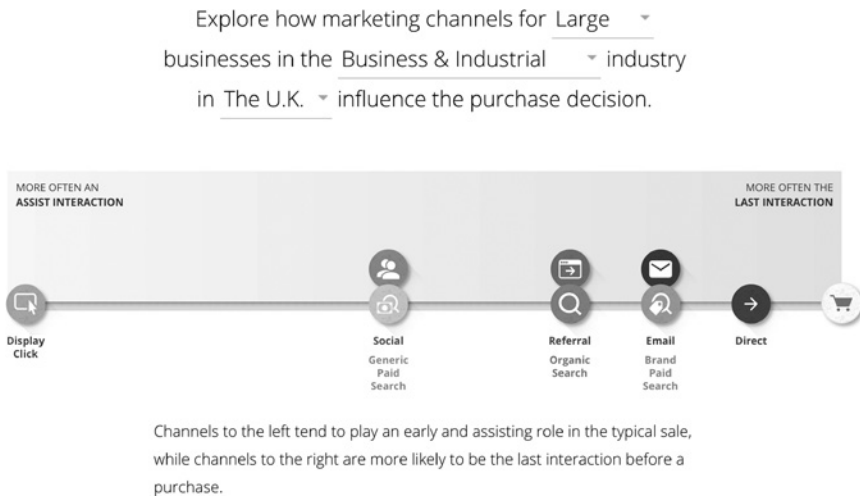 Explore how marketing channels for Large
businesses in the Business & Industrial industry
in The U.K. influence the purchase decision.
MORE OFTEN AN
ASSIST INTERACTION
MORE OFTEN THE
LAST INTERACTION
Display
Click
Social
Generic
Paid
Search
Referral
Organic
Search
Email
Brand
Paid
Search
Direct
Channels to the left tend to play an early and assisting role in the typical sale,
while channels to the right are more likely to be the last interaction before a
purchase.